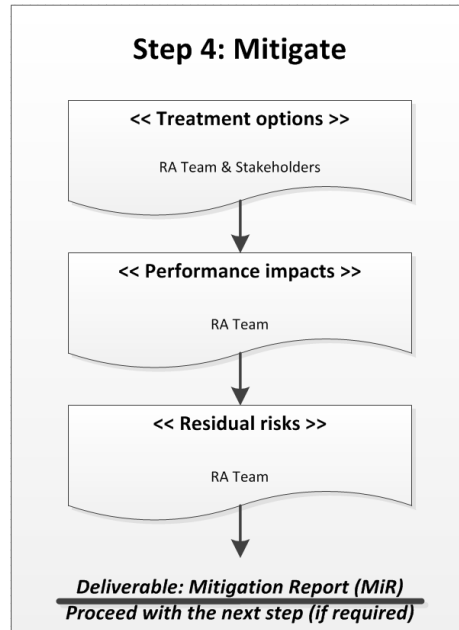 Step 4: Mitigate
<< Treatment options >>
RA Team & Stakeholders
<< Performance impacts >>
RA Team
<< Residual risks >>
RA Team
Deliverable: Mitigation Report (MiR)
Proceed with the next step (if required)